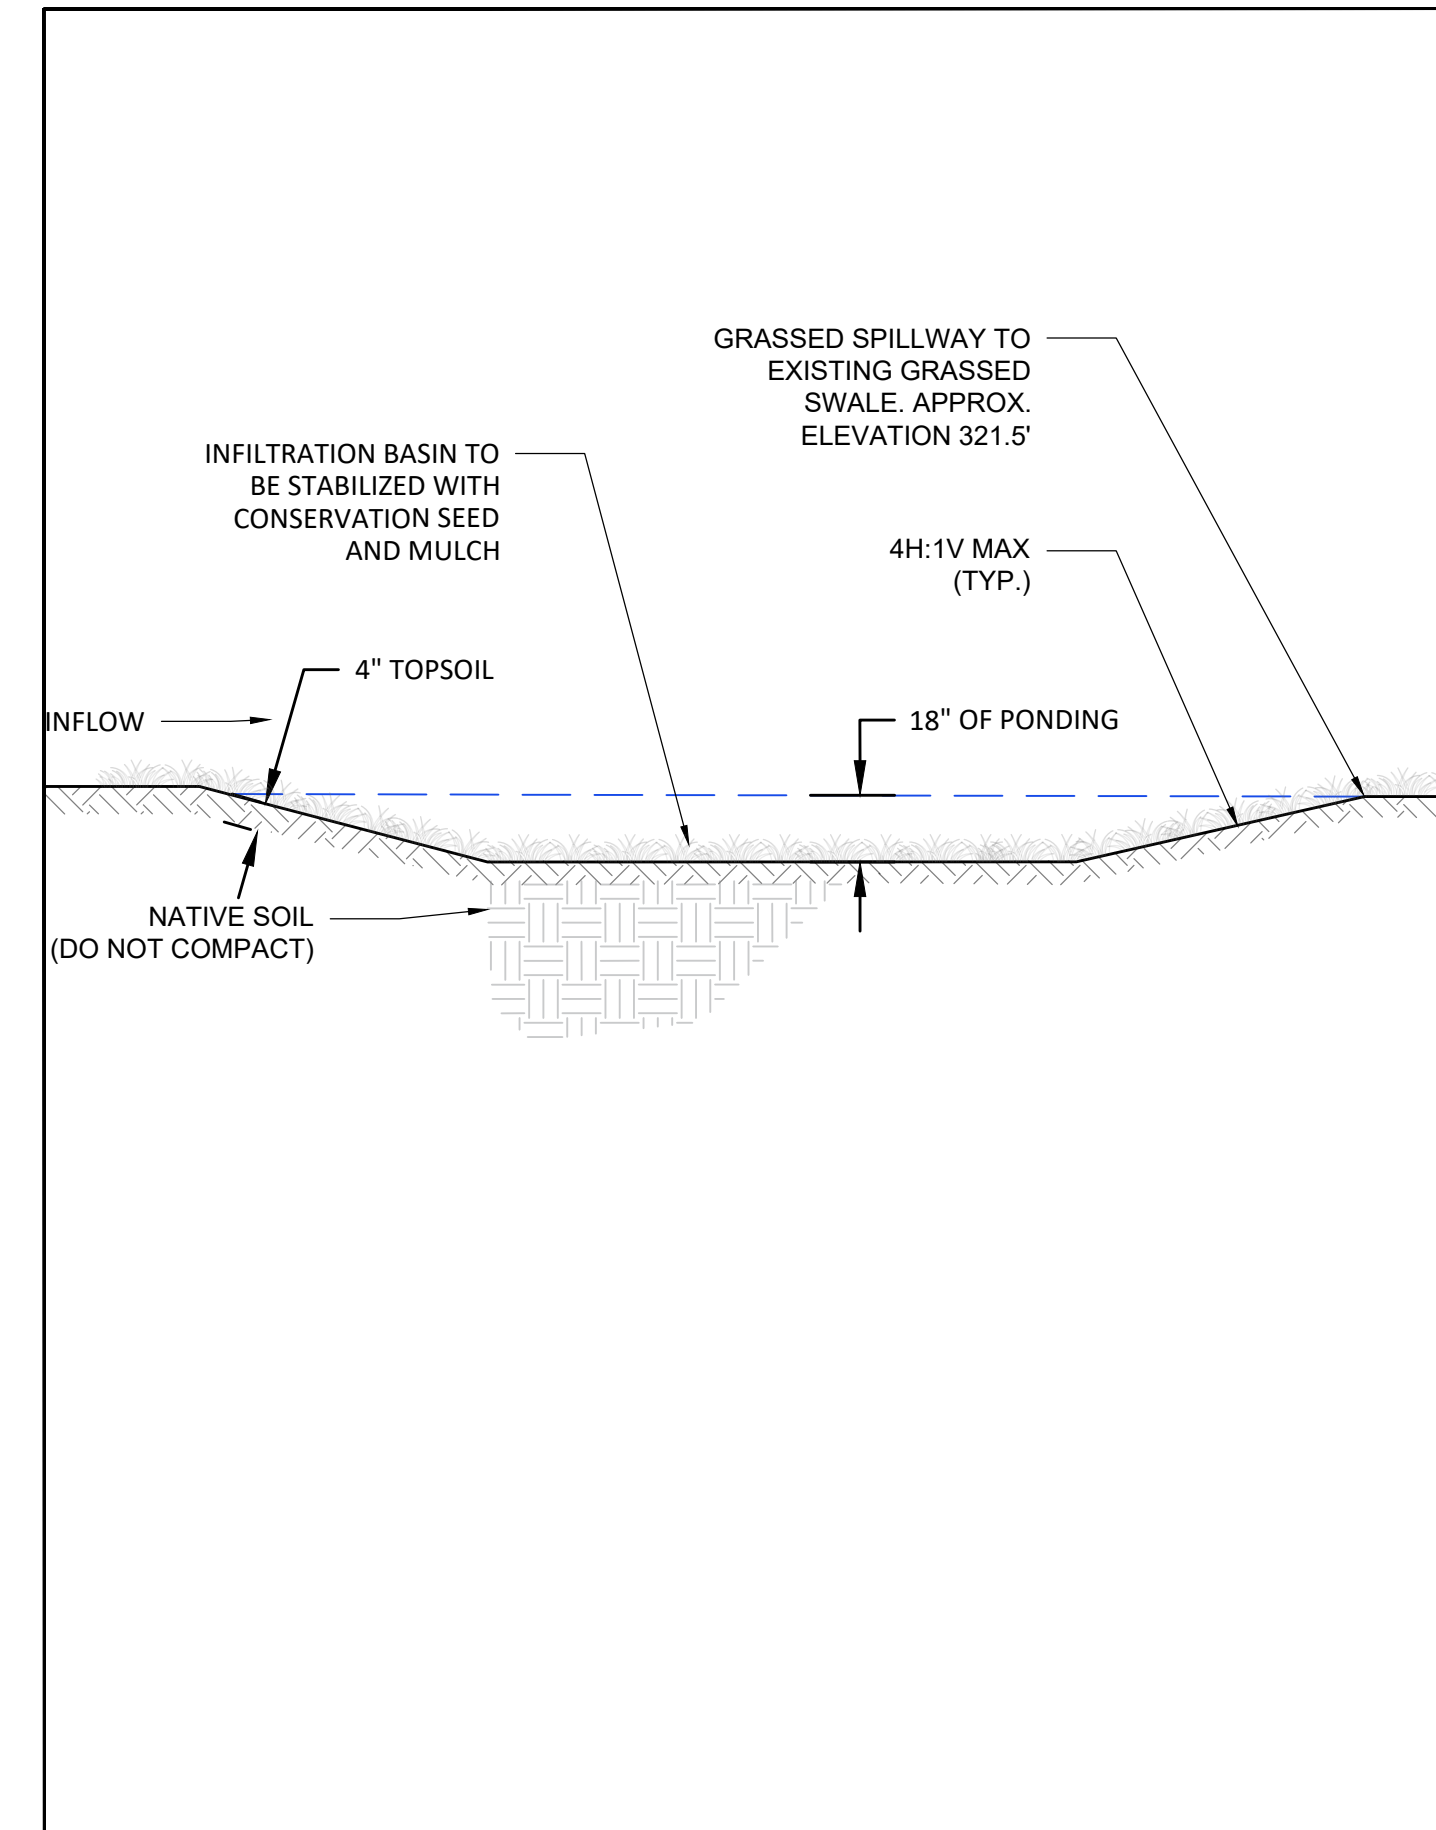 GRASSED SPILLWAY TO
EXISTING GRASSED
SWALE. APPROX.
ELEVATION 321.5'
INFILTRATION BASIN TO
BE STABILIZED WITH
CONSERVATION SEED
AND MULCH
4H:1V MAX
(TYP.)
4" TOPSOIL
INFLOW
18" OF PONDING
NATIVE SOIL
(DO NOT COMPACT)